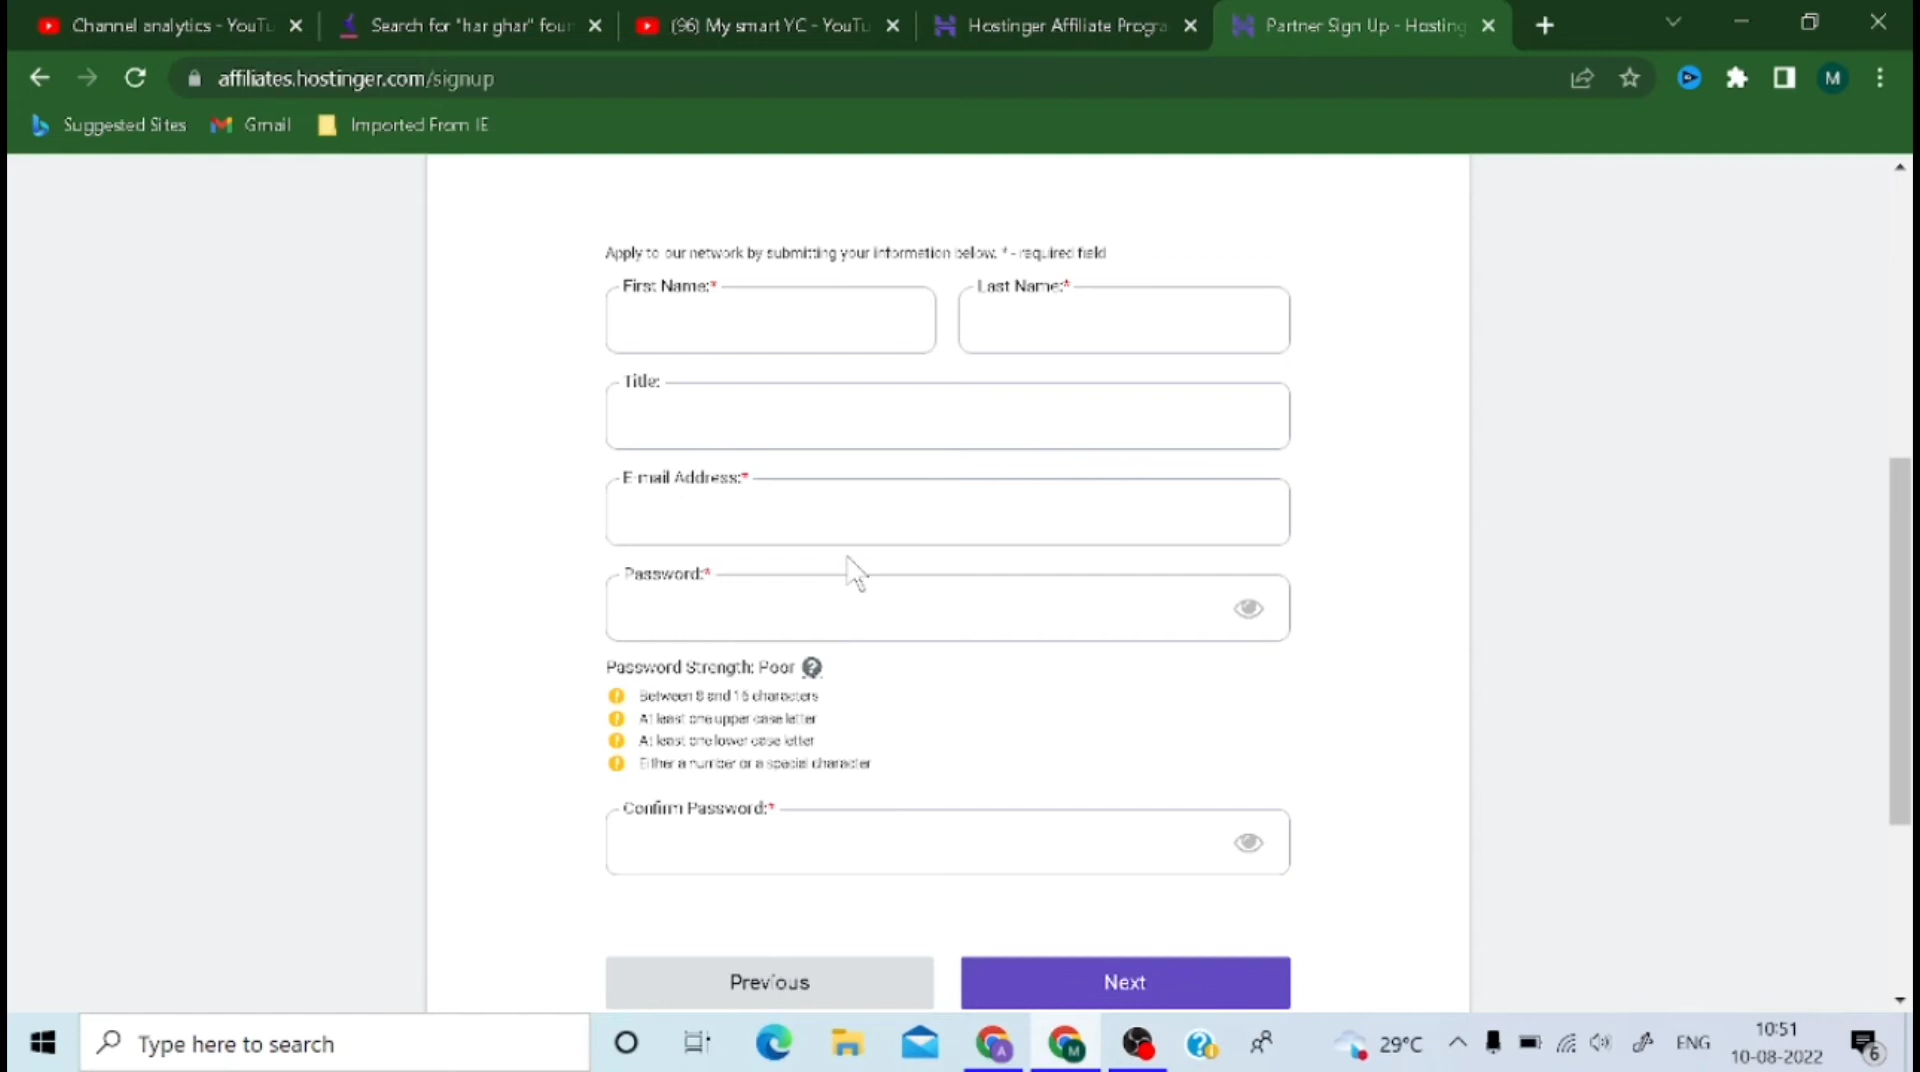 Channel analytics - YouTu
Search for "har ghar" four
(96) My smart YC - YouTu
Hostinger Affiliate Progra
Partner Sign Up - Hosting
affiliates.hostinger.com/signup
M
Suggested Sites
Gmail
Imported From IE
Apply to our network by submitting your information below. * - required field
First Name:*
Last Name:*
Title:
E-mail Address:*
Password:*
Password Strength: Poor
Between 8 and 16 characters
At least one upper case letter
At least one lower case letter
Either a number or a special character
Confirm Password:*
Previous
Next
Type here to search
A
M
29°C
ENG
10:51
10-08-2022
6